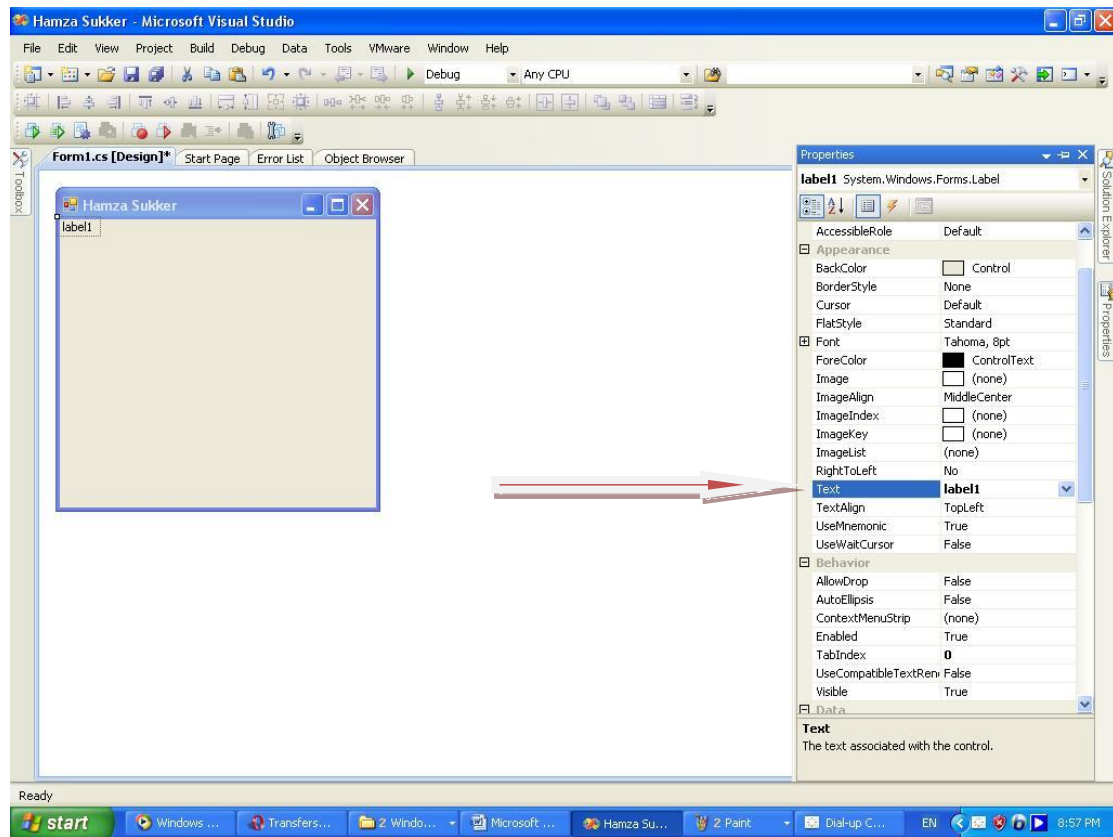 Hamza Sukker - Microsoft Visual Studio
File Edit View Project Build Debug Data Tools VMware Window Help
Debug Any CPU
Form1.cs [Design]* Start Page Error List Object Browser
Toolbox
Hamza Sukker
label1
Properties
label1 System.Windows.Forms.Label
AccessibleRole Default
Appearance
BackColor Control
BorderStyle None
Cursor Default
FlatStyle Standard
Font Tahoma, 8pt
ForeColor ControlText
Image (none)
ImageAlign MiddleCenter
ImageIndex (none)
ImageKey (none)
ImageList (none)
RightToLeft No
Text label1
TextAlign TopLeft
UseMnemonic True
UseWaitCursor False
Behavior
AllowDrop False
AutoEllipsis False
ContextMenuStrip (none)
Enabled True
TabIndex 0
UseCompatibleTextRen False
Visible True
Data
Text
The text associated with the control.
Solution Explorer
Properties
Ready
start Windows ... Transfers... 2 Windo... Microsoft ... Hamza Su... 2 Paint Dial-up C... EN 8:57 PM